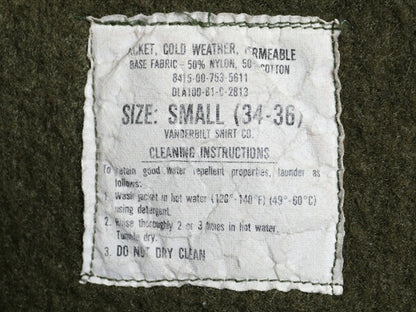 ACKET, COLD WEATHER, ERMEABLE
BASE FABRIC - 50% NYLON, 50 COTTON
8415-00-753-5611
DLA100-81-C-2813
SIZE: SMALL (34-36)
VANDERBILT SHIRT CO.
CLEANING INSTRUCTIONS
To retain good water repellent properties, launder as
follows:
1. Wash jacket in hot water (120°-140°F) (49°-60°C)
using detergent.
2. Rinse thoroughly 2 or 3 times in hot water.
Tumble dry.
3. DO NOT DRY CLEAN